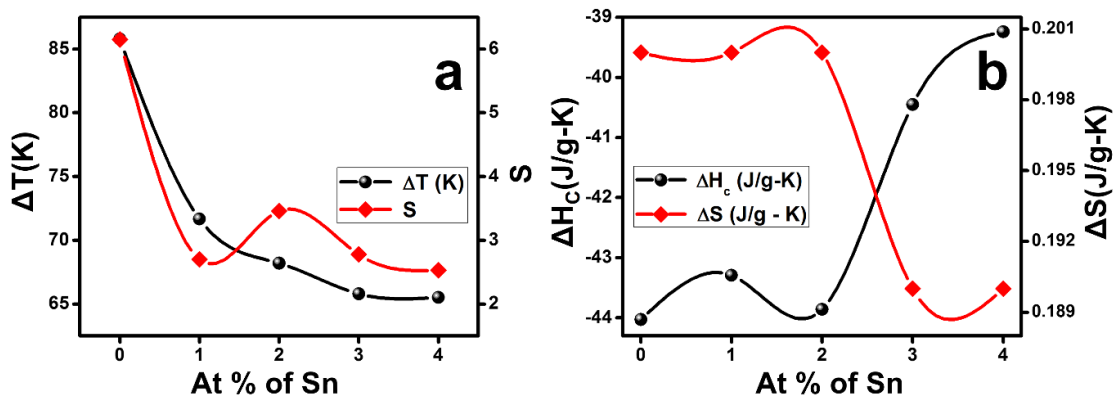 a
ΔT(K)
85
80
75
70
65
6
5
4
3
2
S
ΔT (K)
S
0 1 2 3 4
At % of Sn
b
ΔH_C(J/g-K)
-39
-40
-41
-42
-43
-44
0.201
0.198
0.195
0.192
0.189
ΔS(J/g-K)
ΔH_c (J/g-K)
ΔS (J/g - K)
0 1 2 3 4
At % of Sn